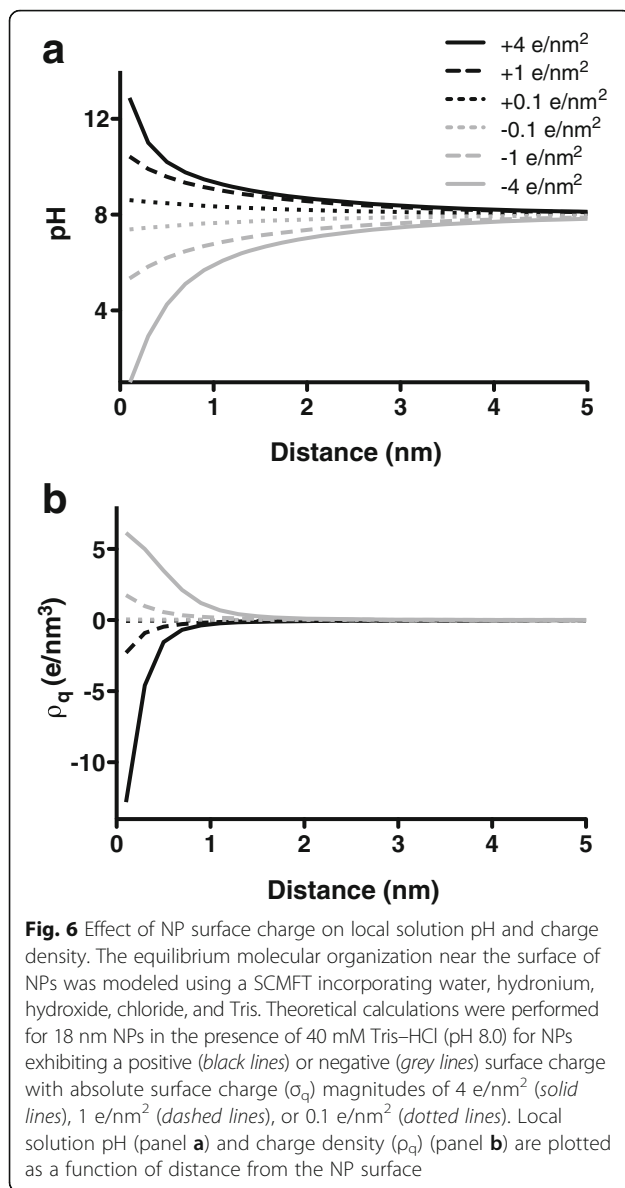 a
+4 e/nm²
+1 e/nm²
+0.1 e/nm²
-0.1 e/nm²
-1 e/nm²
-4 e/nm²
12
8
4
pH
0 1 2 3 4 5
Distance (nm)
b
5
0
-5
-10
ρq (e/nm³)
0 1 2 3 4 5
Distance (nm)
Fig. 6 Effect of NP surface charge on local solution pH and charge
density. The equilibrium molecular organization near the surface of
NPs was modeled using a SCMFT incorporating water, hydronium,
hydroxide, chloride, and Tris. Theoretical calculations were performed
for 18 nm NPs in the presence of 40 mM Tris–HCl (pH 8.0) for NPs
exhibiting a positive (black lines) or negative (grey lines) surface charge
with absolute surface charge (σq) magnitudes of 4 e/nm² (solid
lines), 1 e/nm² (dashed lines), or 0.1 e/nm² (dotted lines). Local
solution pH (panel a) and charge density (ρq) (panel b) are plotted
as a function of distance from the NP surface